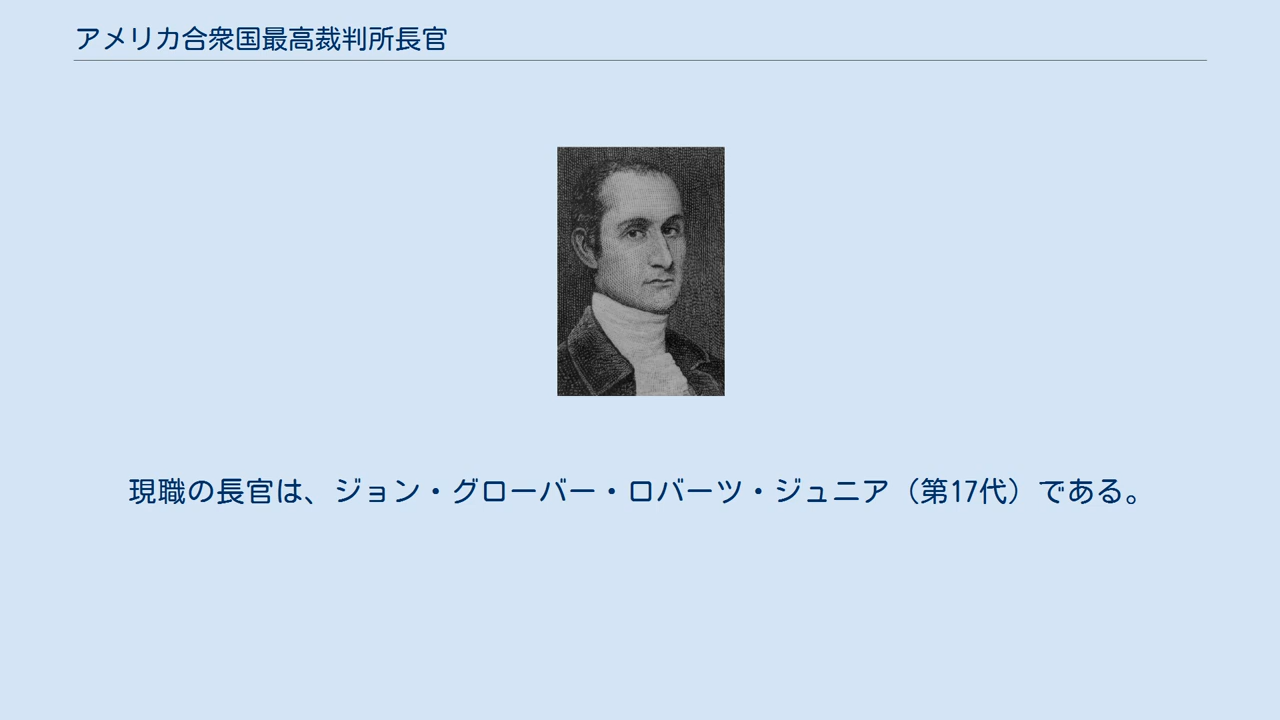 アメリカ合衆国最高裁判所長官
現職の長官は、ジョン・グローバー・ロバーツ・ジュニア（第17代）である。